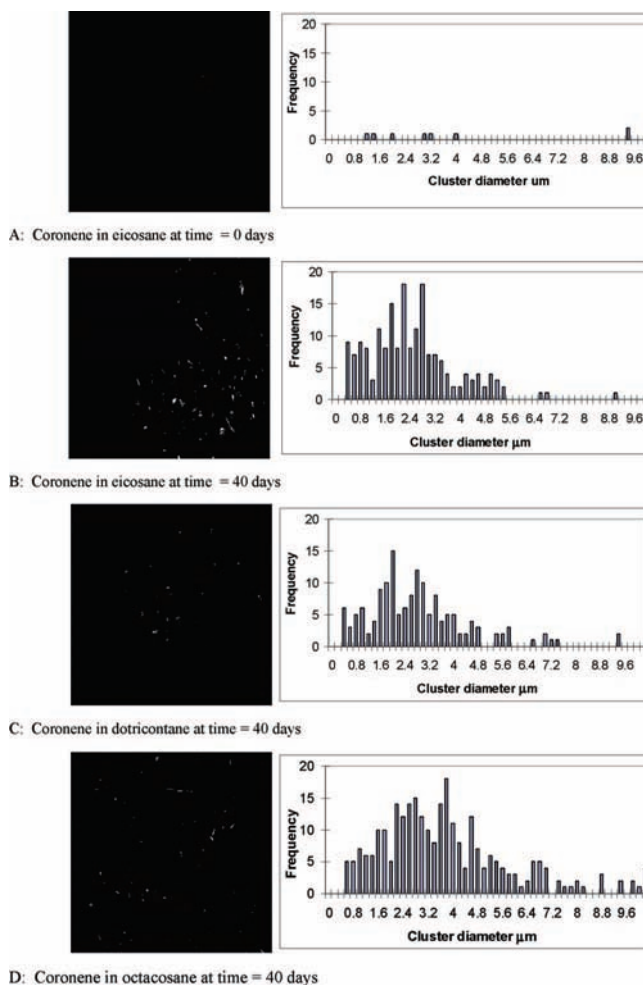 20
15
10
5
0
Frequency
0 0.8 1.6 2.4 3.2 4 4.8 5.6 6.4 7.2 8 8.8 9.6
Cluster diameter um
A: Coronene in eicosane at time = 0 days
20
15
10
5
0
Frequency
0 0.8 1.6 2.4 3.2 4 4.8 5.6 6.4 7.2 8 8.8 9.6
Cluster diameter µm
B: Coronene in eicosane at time = 40 days
20
15
10
5
0
Frequency
0 0.8 1.6 2.4 3.2 4 4.8 5.6 6.4 7.2 8 8.8 9.6
Cluster diameter µm
C: Coronene in dotricontane at time = 40 days
20
15
10
5
0
Frequency
0 0.8 1.6 2.4 3.2 4 4.8 5.6 6.4 7.2 8 8.8 9.6
Cluster diameter µm
D: Coronene in octacosane at time = 40 days